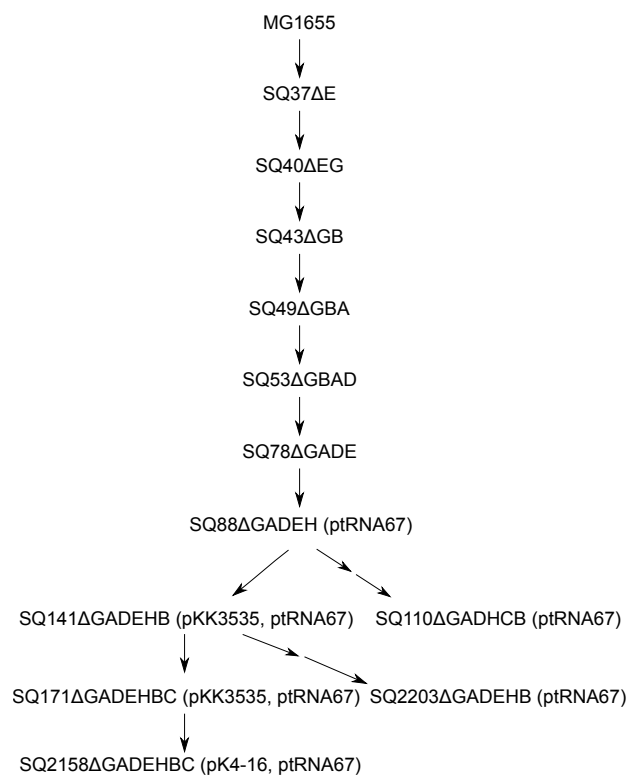 MG1655
SQ37ΔE
SQ40ΔEG
SQ43ΔGB
SQ49ΔGBA
SQ53ΔGBAD
SQ78ΔGADE
SQ88ΔGADEH (ptRNA67)
SQ141ΔGADEHB (pKK3535, ptRNA67) SQ110ΔGADHCB (ptRNA67)
SQ171ΔGADEHBC (pKK3535, ptRNA67) SQ2203ΔGADEHB (ptRNA67)
SQ2158ΔGADEHBC (pK4-16, ptRNA67)